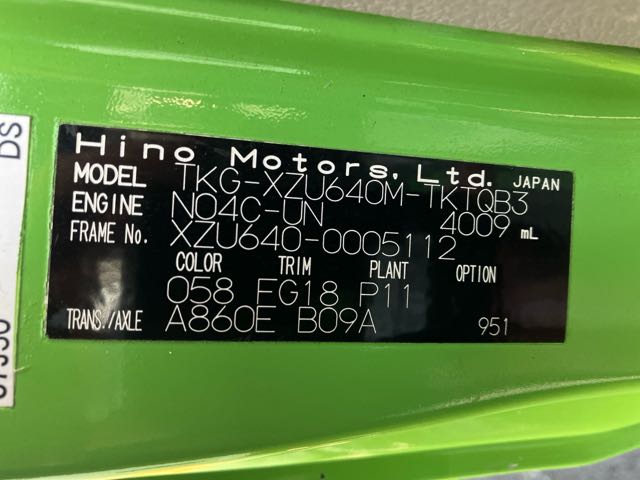 Hino Motors, Ltd. JAPAN
MODEL TKG-XZU640M-TKTQB3
ENGINE N04C-UN 4009 mL
FRAME No. XZU640-0005112
COLOR TRIM PLANT OPTION
058 FG18 P11
TRANS./AXLE A860E B09A 951
DS